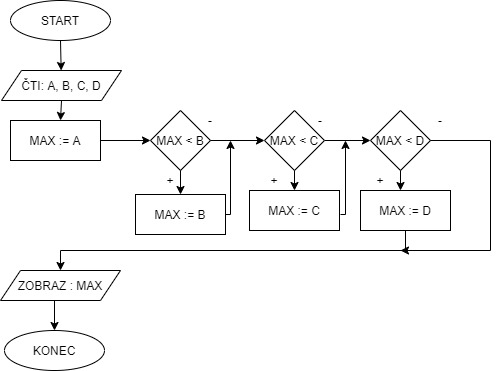 START
ČTI: A, B, C, D
MAX := A
MAX < B
-
+
MAX := B
MAX < C
-
+
MAX := C
MAX < D
-
+
MAX := D
ZOBRAZ : MAX
KONEC